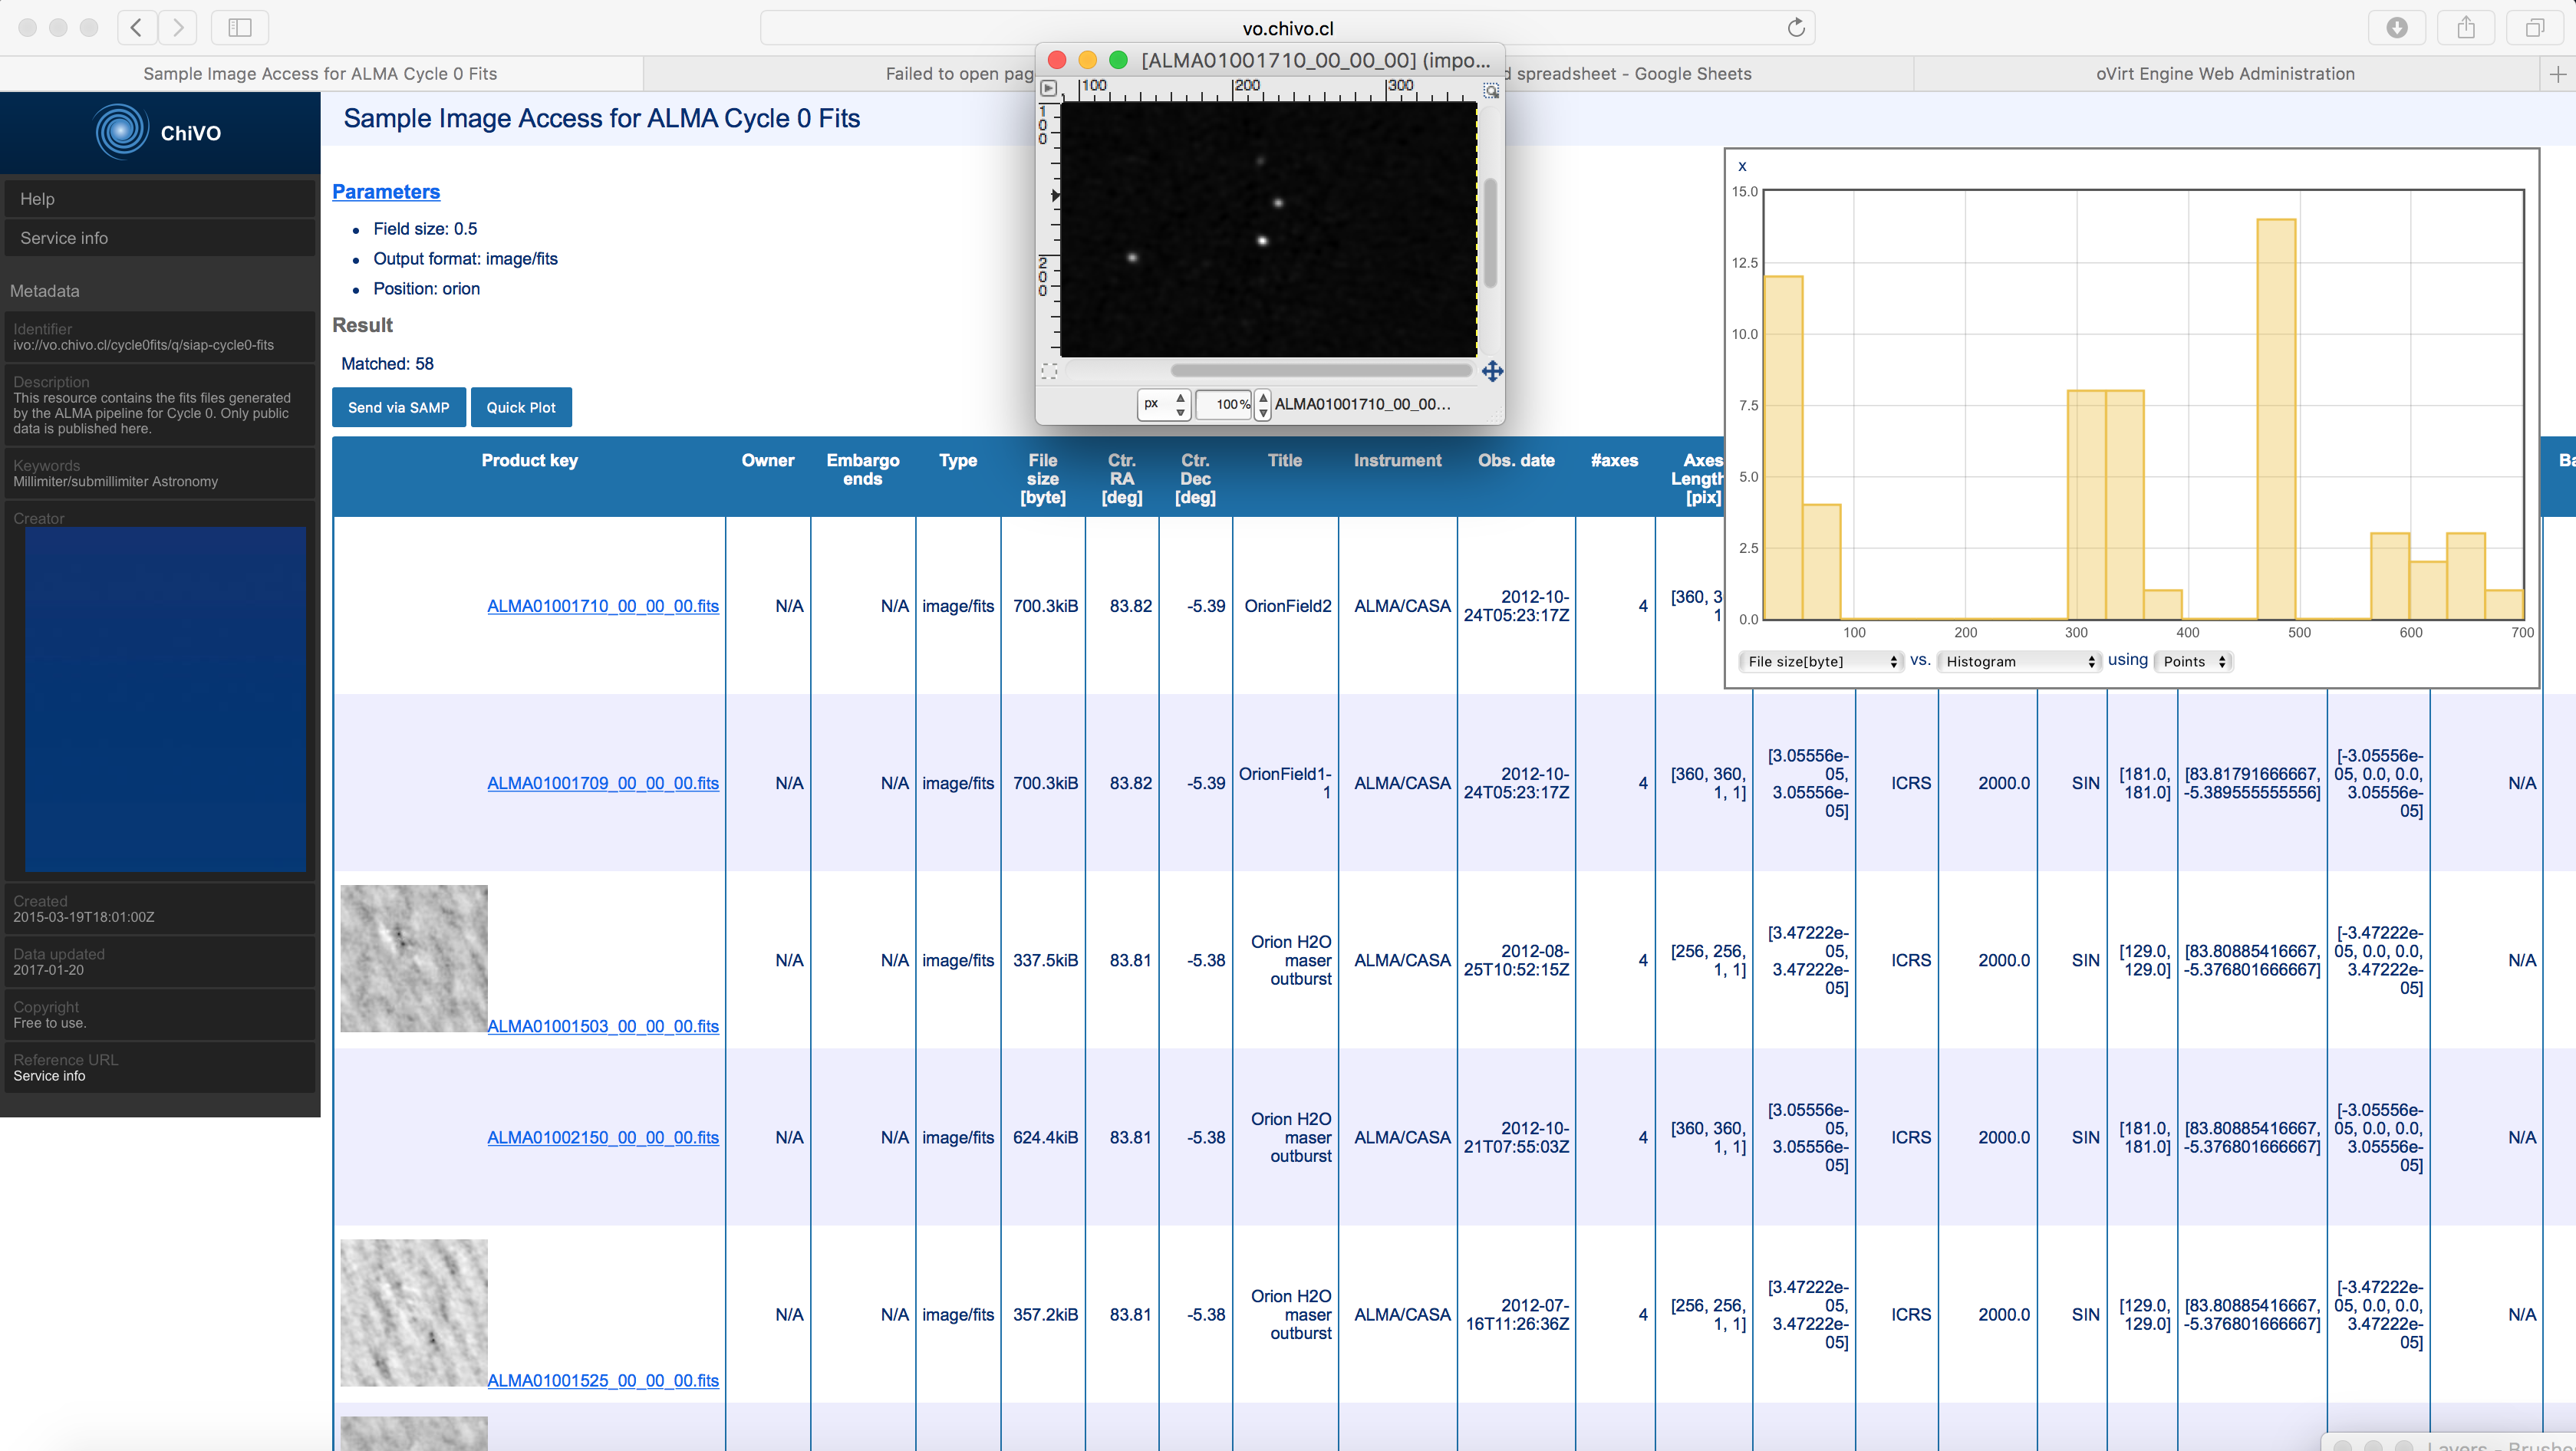 vo.chivo.cl
Sample Image Access for ALMA Cycle 0 Fits
Failed to open pag
d spreadsheet - Google Sheets
oVirt Engine Web Administration
ChiVO
Help
Service info
Metadata
Identifier
ivo://vo.chivo.cl/cycle0fits/q/siap-cycle0-fits
Description
This resource contains the fits files generated
by the ALMA pipeline for Cycle 0. Only public
data is published here.
Keywords
Millimiter/submillimiter Astronomy
Creator
Created
2015-03-19T18:01:00Z
Data updated
2017-01-20
Copyright
Free to use.
Reference URL
Service info
Sample Image Access for ALMA Cycle 0 Fits
Parameters
• Field size: 0.5
• Output format: image/fits
• Position: orion
Result
Matched: 58
Send via SAMP Quick Plot
[ALMA01001710_00_00_00] (impo...
100 200 300
100
200
px 100% ALMA01001710_00_00...
x
15.0
12.5
10.0
7.5
5.0
2.5
0.0
100 200 300 400 500 600 700
File size[byte] vs. Histogram using Points
Product key Owner Embargo ends Type File size [byte] Ctr. RA [deg] Ctr. Dec [deg] Title Instrument Obs. date #axes Axes Length [pix] Ba
ALMA01001710_00_00_00.fits N/A N/A image/fits 700.3kiB 83.82 -5.39 OrionField2 ALMA/CASA 2012-10-24T05:23:17Z 4 [360, 3 1
ALMA01001709_00_00_00.fits N/A N/A image/fits 700.3kiB 83.82 -5.39 OrionField1-1 ALMA/CASA 2012-10-24T05:23:17Z 4 [360, 360, 1, 1] [3.05556e-05, 3.05556e-05] ICRS 2000.0 SIN [181.0, 181.0] [83.81791666667, -5.389555555556] [-3.05556e-05, 0.0, 0.0, 3.05556e-05] N/A
ALMA01001503_00_00_00.fits N/A N/A image/fits 337.5kiB 83.81 -5.38 Orion H2O maser outburst ALMA/CASA 2012-08-25T10:52:15Z 4 [256, 256, 1, 1] [3.47222e-05, 3.47222e-05] ICRS 2000.0 SIN [129.0, 129.0] [83.80885416667, -5.376801666667] [-3.47222e-05, 0.0, 0.0, 3.47222e-05] N/A
ALMA01002150_00_00_00.fits N/A N/A image/fits 624.4kiB 83.81 -5.38 Orion H2O maser outburst ALMA/CASA 2012-10-21T07:55:03Z 4 [360, 360, 1, 1] [3.05556e-05, 3.05556e-05] ICRS 2000.0 SIN [181.0, 181.0] [83.80885416667, -5.376801666667] [-3.05556e-05, 0.0, 0.0, 3.05556e-05] N/A
ALMA01001525_00_00_00.fits N/A N/A image/fits 357.2kiB 83.81 -5.38 Orion H2O maser outburst ALMA/CASA 2012-07-16T11:26:36Z 4 [256, 256, 1, 1] [3.47222e-05, 3.47222e-05] ICRS 2000.0 SIN [129.0, 129.0] [83.80885416667, -5.376801666667] [-3.47222e-05, 0.0, 0.0, 3.47222e-05] N/A